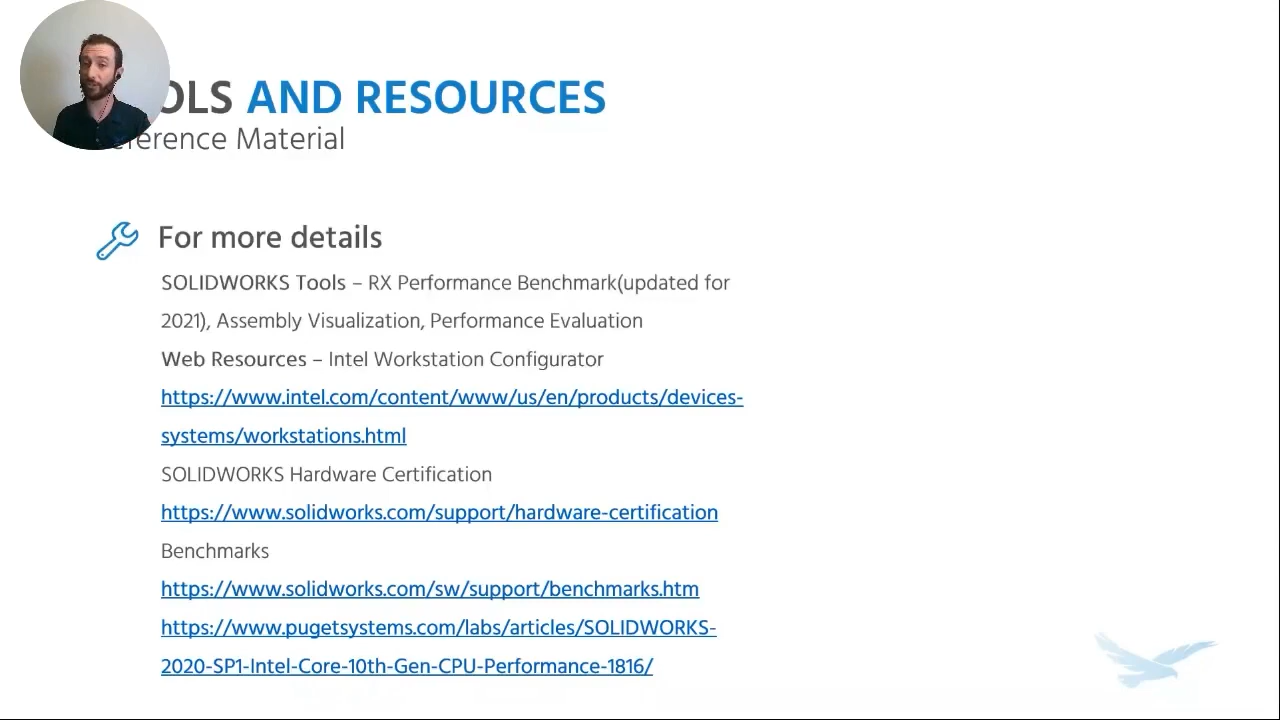 OLS AND RESOURCES
ference Material
For more details
SOLIDWORKS Tools – RX Performance Benchmark(updated for
2021), Assembly Visualization, Performance Evaluation
Web Resources – Intel Workstation Configurator
https://www.intel.com/content/www/us/en/products/devices-
systems/workstations.html
SOLIDWORKS Hardware Certification
https://www.solidworks.com/support/hardware-certification
Benchmarks
https://www.solidworks.com/sw/support/benchmarks.htm
https://www.pugetsystems.com/labs/articles/SOLIDWORKS-
2020-SP1-Intel-Core-10th-Gen-CPU-Performance-1816/